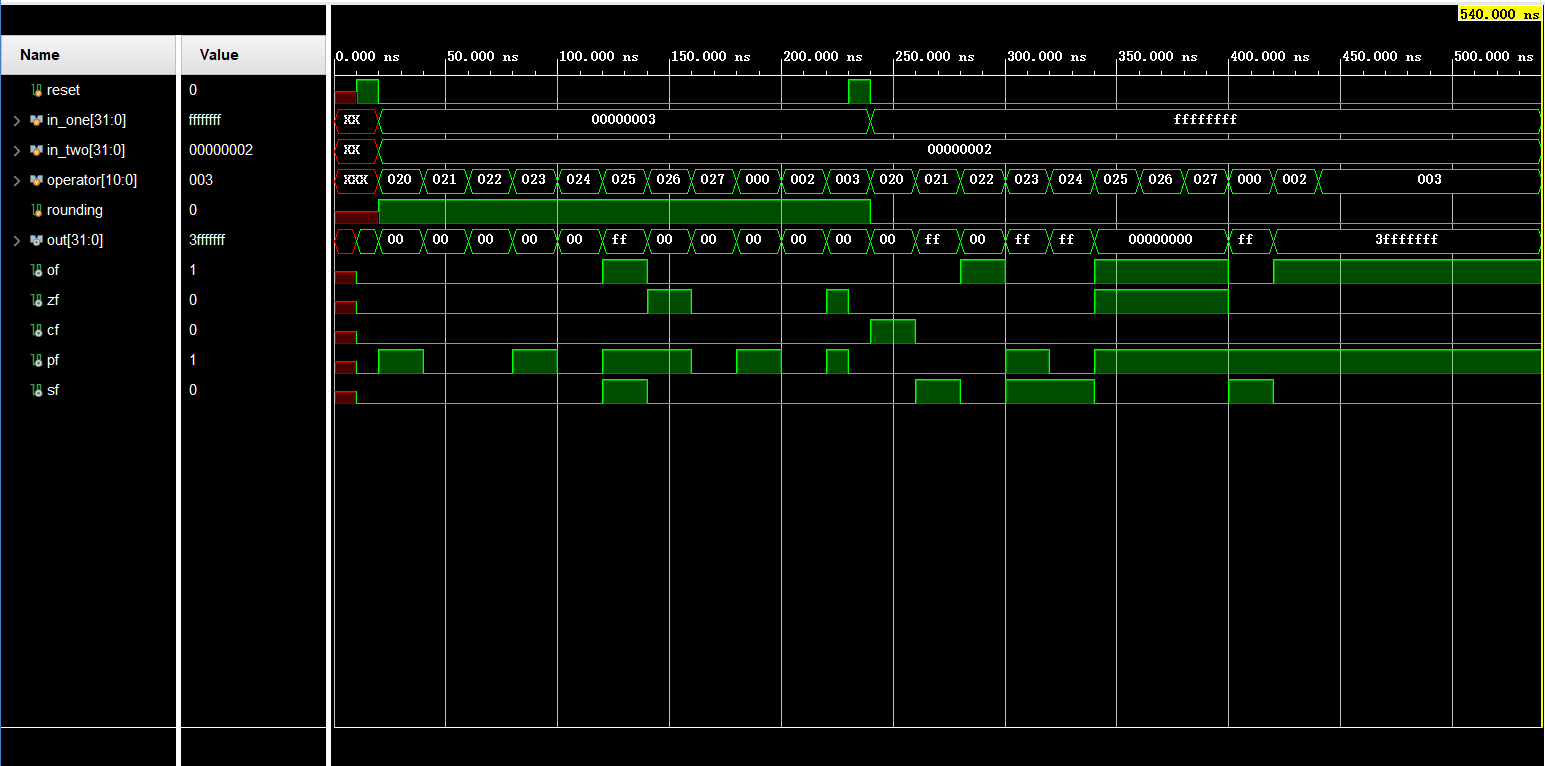 540.000 ns
Name Value
0.000 ns 50.000 ns 100.000 ns 150.000 ns 200.000 ns 250.000 ns 300.000 ns 350.000 ns 400.000 ns 450.000 ns 500.000 ns
reset 0
in_one[31:0] ffffffff XX 00000003 ffffffff
in_two[31:0] 00000002 XX 00000002
operator[10:0] 003 XXX 020 021 022 023 024 025 026 027 000 002 003 020 021 022 023 024 025 026 027 000 002 003
rounding 0
out[31:0] 3fffffff 00 00 00 00 00 ff 00 00 00 00 00 00 ff 00 ff ff 00000000 ff 3fffffff
of 1
zf 0
cf 0
pf 1
sf 0